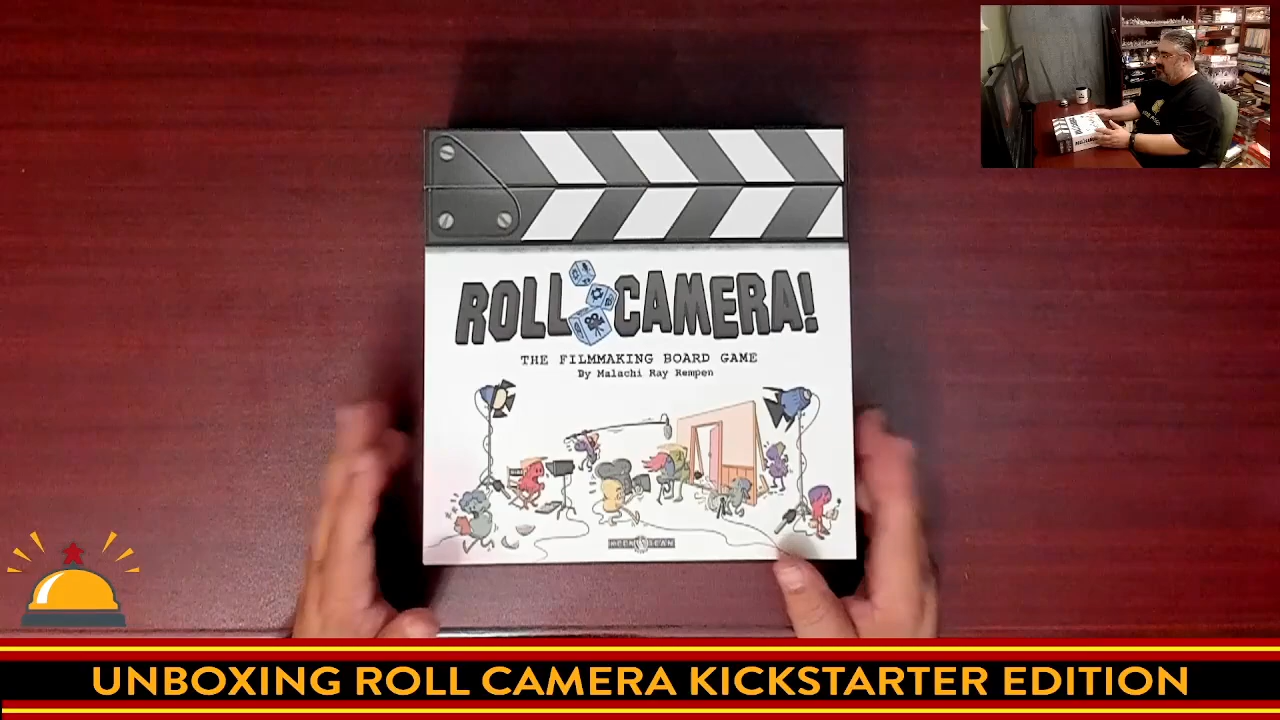 ROLL CAMERA!
THE FILMMAKING BOARD GAME
By Malachi Ray Rempen
UNBOXING ROLL CAMERA KICKSTARTER EDITION